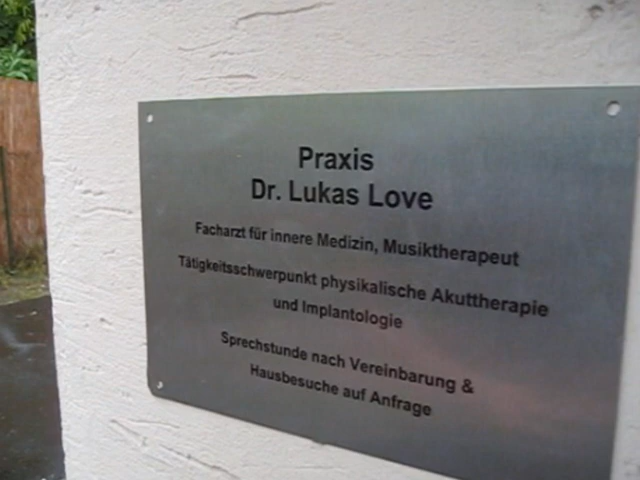 Praxis
Dr. Lukas Love
Facharzt für innere Medizin, Musiktherapeut
Tätigkeitsschwerpunkt physikalische Akuttherapie
und Implantologie
Sprechstunde nach Vereinbarung &
Hausbesuche auf Anfrage